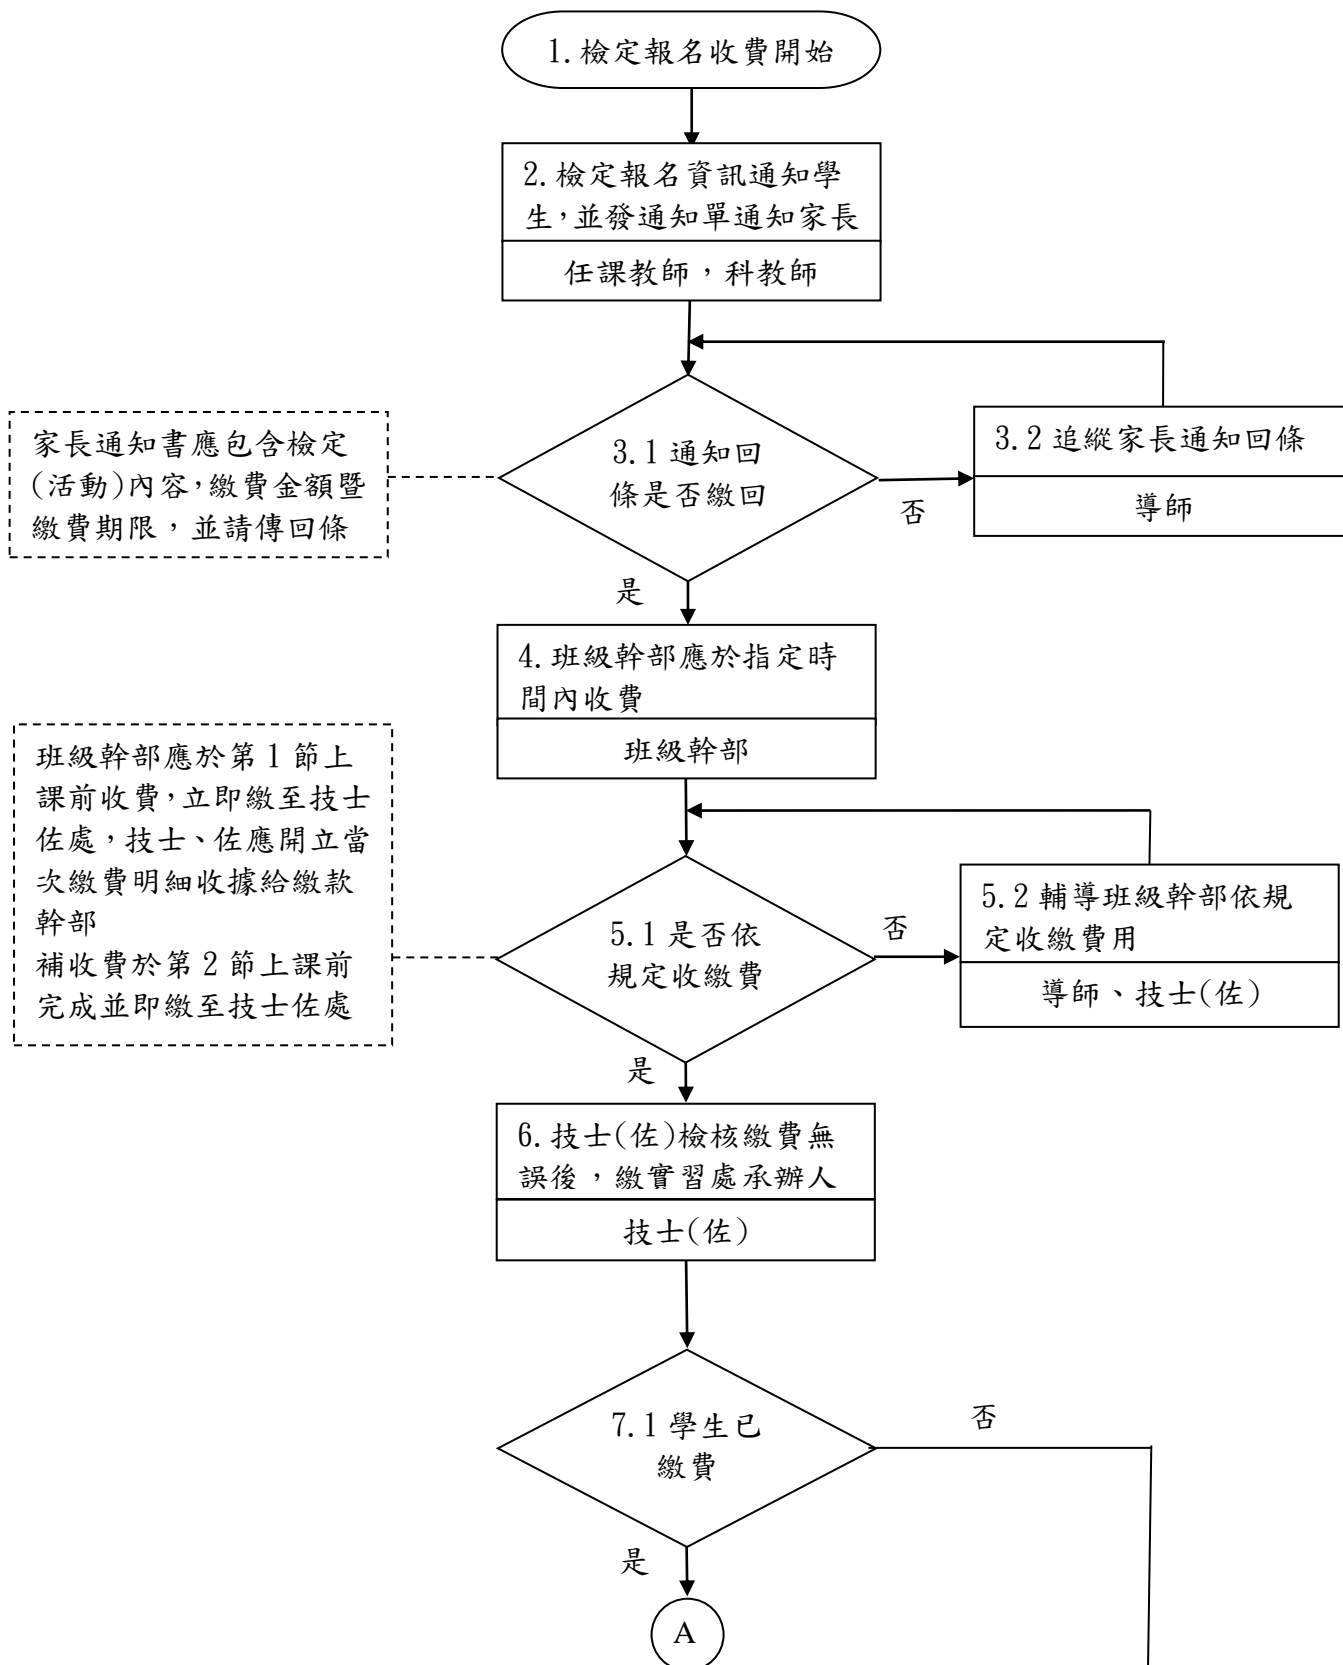 1.檢定報名收費開始
2.檢定報名資訊通知學
生,並發通知單通知家長
任課教師，科教師
家長通知書應包含檢定
(活動)內容,繳費金額暨
繳費期限，並請傳回條
3.1 通知回
條是否繳回
否
3.2 追縱家長通知回條
導師
是
4.班級幹部應於指定時
間內收費
班級幹部
班級幹部應於第 1 節上
課前收費,立即繳至技士
佐處，技士、佐應開立當
次繳費明細收據給繳款
幹部
補收費於第 2 節上課前
完成並即繳至技士佐處
5.1 是否依
規定收繳費
否
5.2 輔導班級幹部依規
定收繳費用
導師、技士(佐)
是
6.技士(佐)檢核繳費無
誤後，繳實習處承辦人
技士(佐)
7.1 學生已
繳費
否
是
A